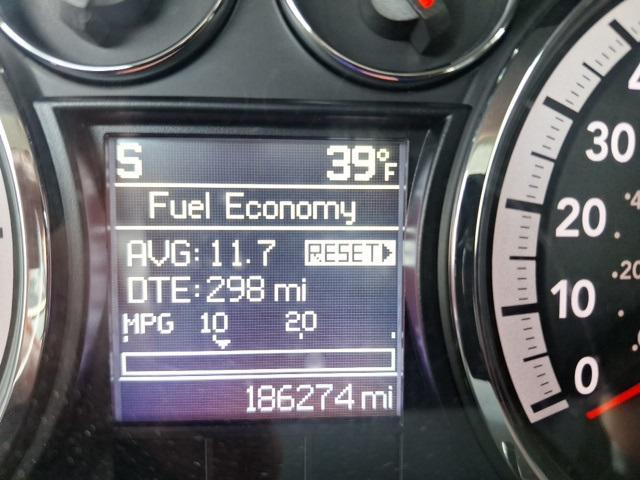 S 39°F
Fuel Economy
AVG: 11.7 RESET
DTE: 298 mi
MPG 10 20
186274 mi
30
20
10
0